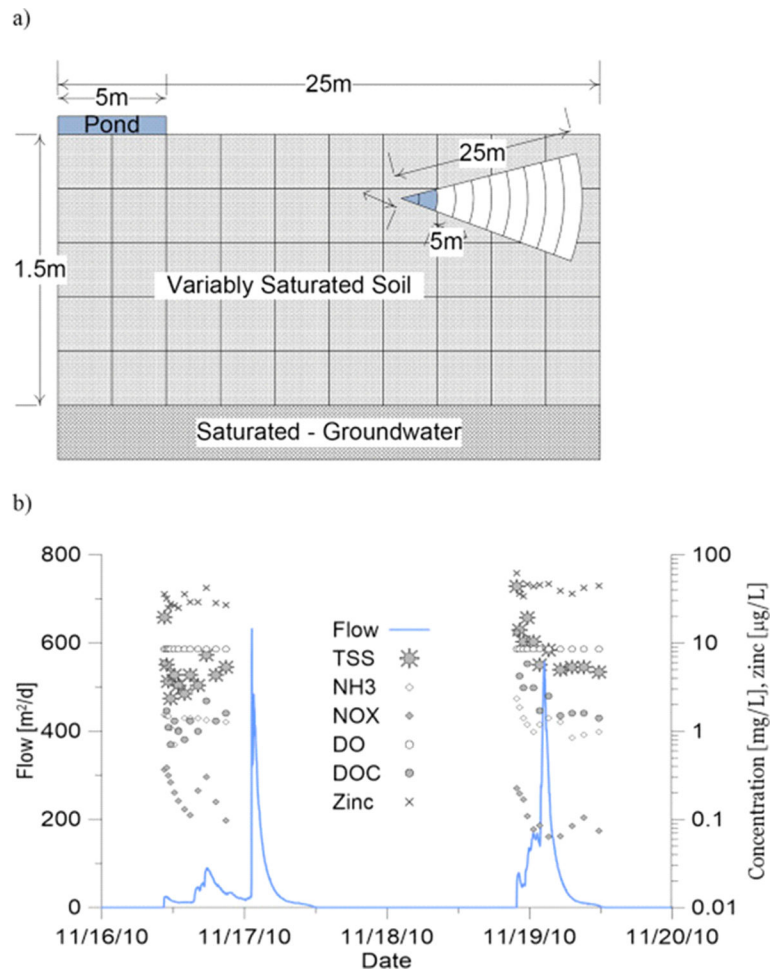 a)
5m
25m
Pond
25m
5m
1.5m
Variably Saturated Soil
Saturated - Groundwater
b)
800
600
400
200
0
Flow [m²/d]
Flow
TSS
NH3
NOX
DO
DOC
Zinc
100
10
1
0.1
0.01
Concentration [mg/L], zinc [µg/L]
11/16/10 11/17/10 11/18/10 11/19/10 11/20/10
Date